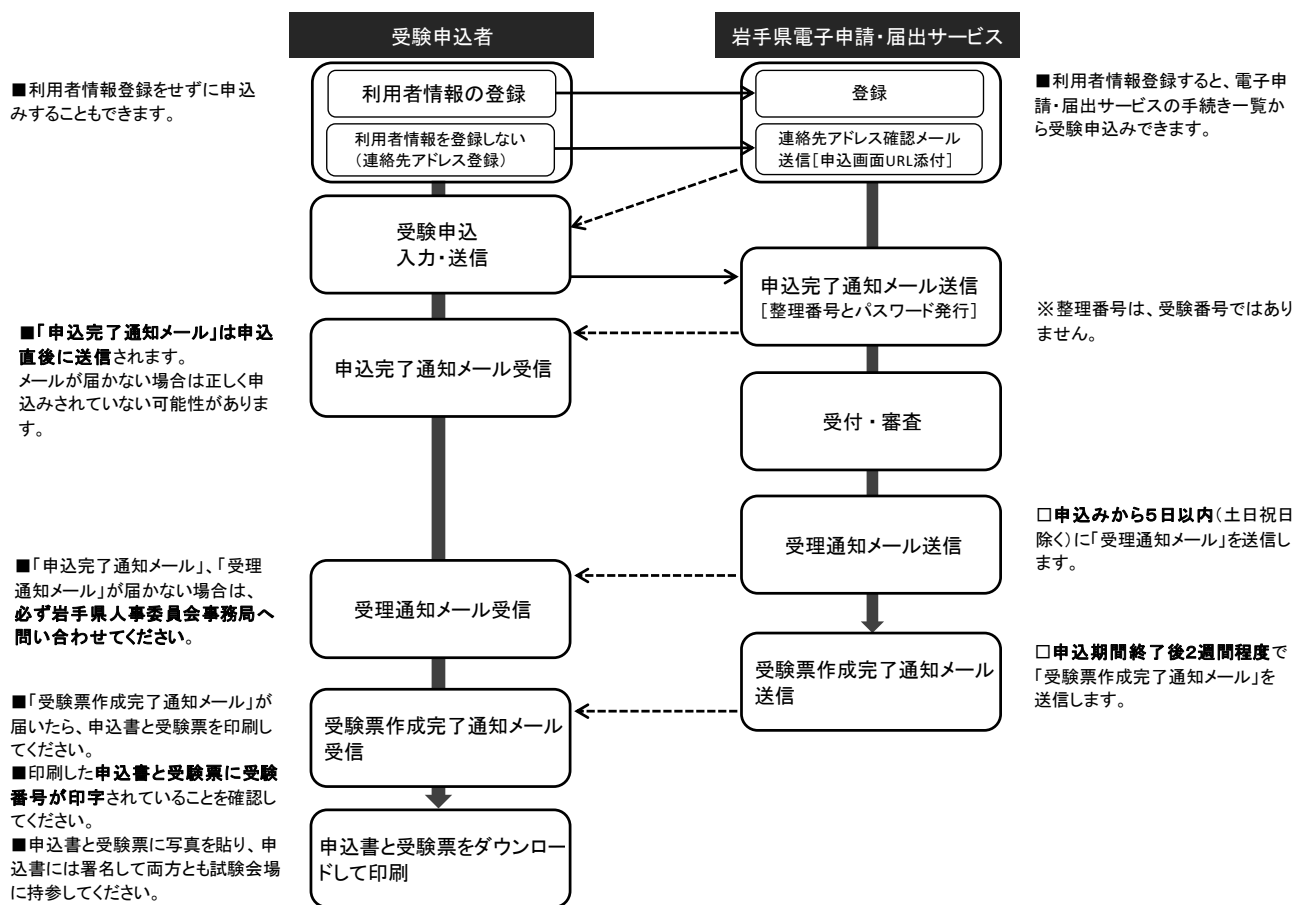 受験申込者
岩手県電子申請・届出サービス
■利用者情報登録をせずに申込
みすることもできます。
利用者情報の登録
登録
■利用者情報登録すると、電子申
請・届出サービスの手続き一覧か
ら受験申込みできます。
利用者情報を登録しない
（連絡先アドレス登録）
連絡先アドレス確認メール
送信［申込画面URL添付］
受験申込
入力・送信
申込完了通知メール送信
［整理番号とパスワード発行］
※整理番号は、受験番号ではあり
ません。
■「申込完了通知メール」は申込
直後に送信されます。
メールが届かない場合は正しく申
込みされていない可能性がありま
す。
申込完了通知メール受信
受付・審査
受理通知メール送信
□申込みから５日以内（土日祝日
除く）に「受理通知メール」を送信し
ます。
■「申込完了通知メール」、「受理
通知メール」が届かない場合は、
必ず岩手県人事委員会事務局へ
問い合わせてください。
受理通知メール受信
受験票作成完了通知メール
送信
□申込期間終了後2週間程度で
「受験票作成完了通知メール」を
送信します。
■「受験票作成完了通知メール」が
届いたら、申込書と受験票を印刷し
てください。
■印刷した申込書と受験票に受験
番号が印字されていることを確認し
てください。
■申込書と受験票に写真を貼り、申
込書には署名して両方とも試験会場
に持参してください。
受験票作成完了通知メール
受信
申込書と受験票をダウンロー
ドして印刷